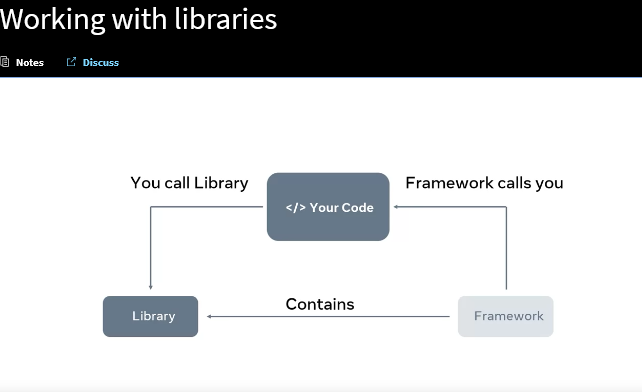 Working with libraries
Notes
Discuss
You call Library
</> Your Code
Framework calls you
Library
Contains
Framework